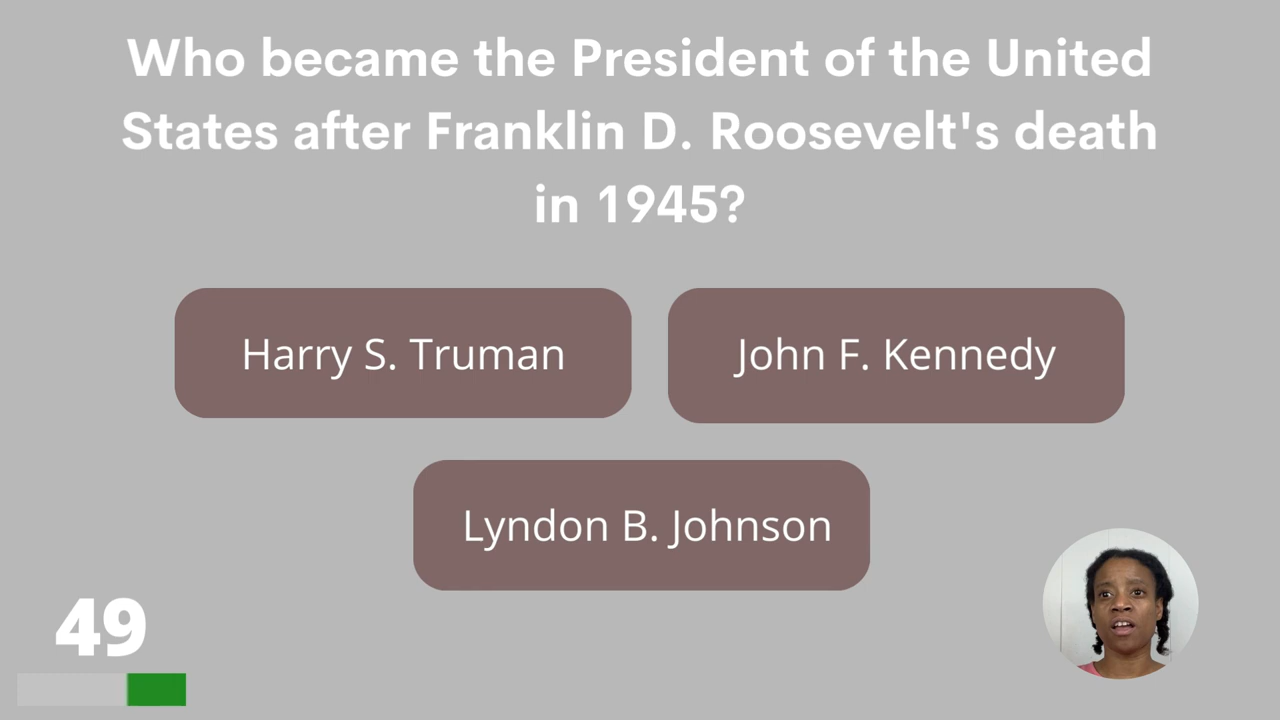 Who became the President of the United
States after Franklin D. Roosevelt's death
in 1945?
Harry S. Truman
John F. Kennedy
Lyndon B. Johnson
49